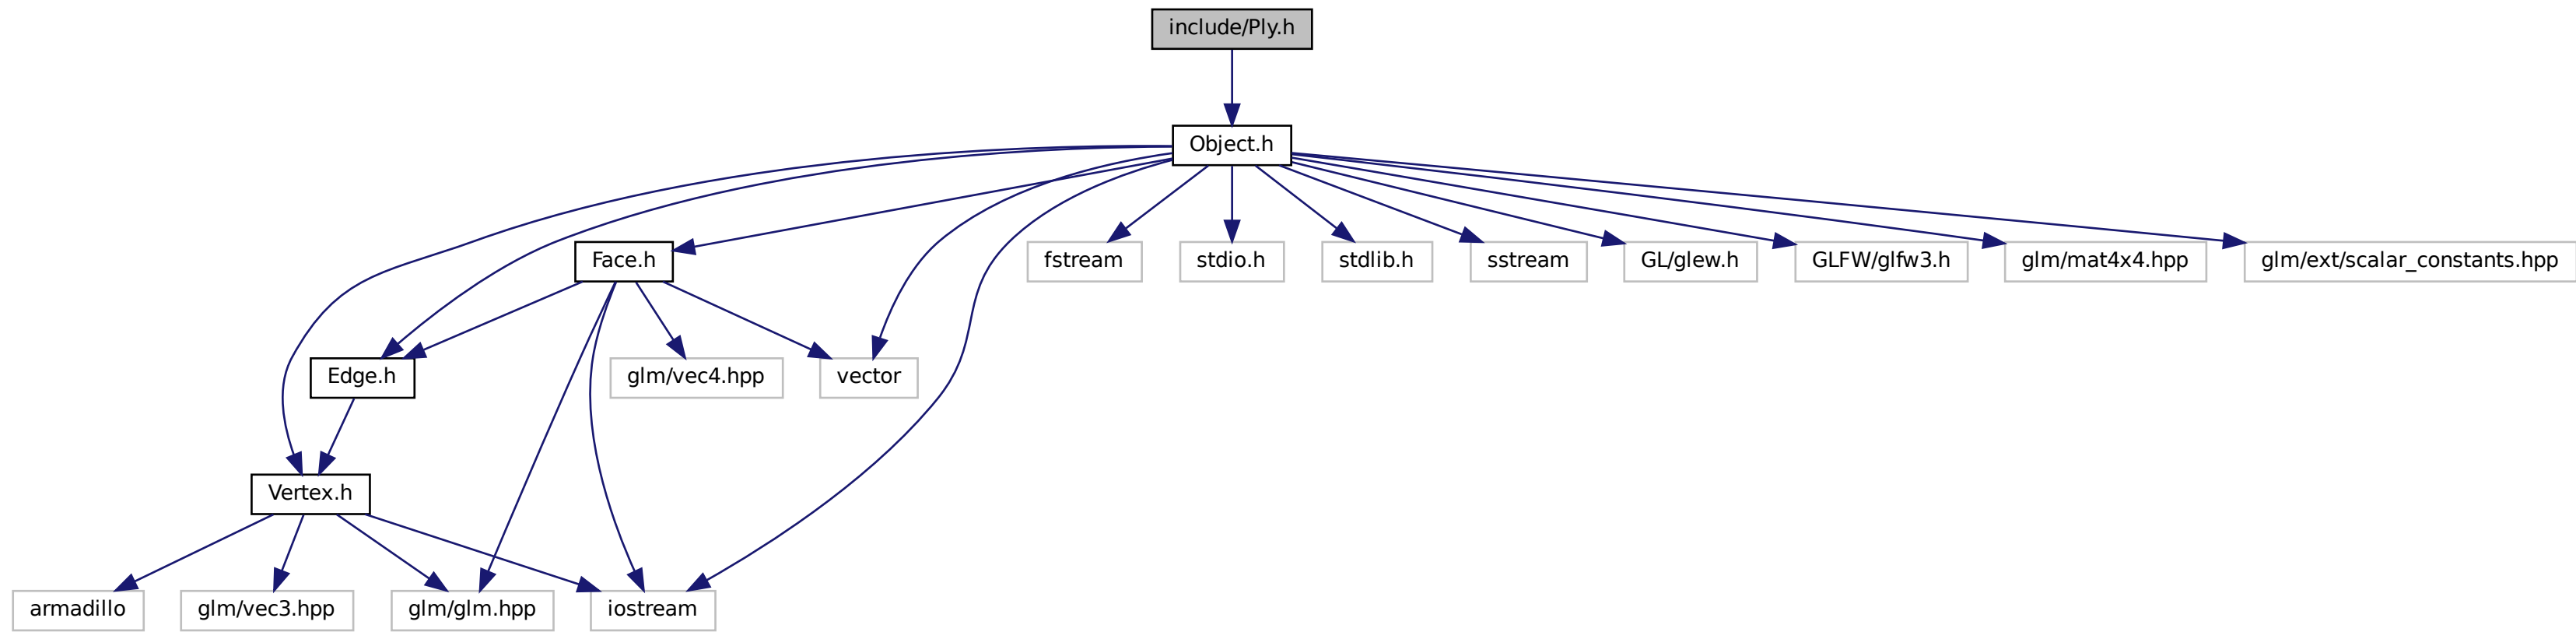 include/Ply.h
Object.h
Face.h
fstream
stdio.h
stdlib.h
sstream
GL/glew.h
GLFW/glfw3.h
glm/mat4x4.hpp
glm/ext/scalar_constants.hpp
Edge.h
glm/vec4.hpp
vector
Vertex.h
armadillo
glm/vec3.hpp
glm/glm.hpp
iostream